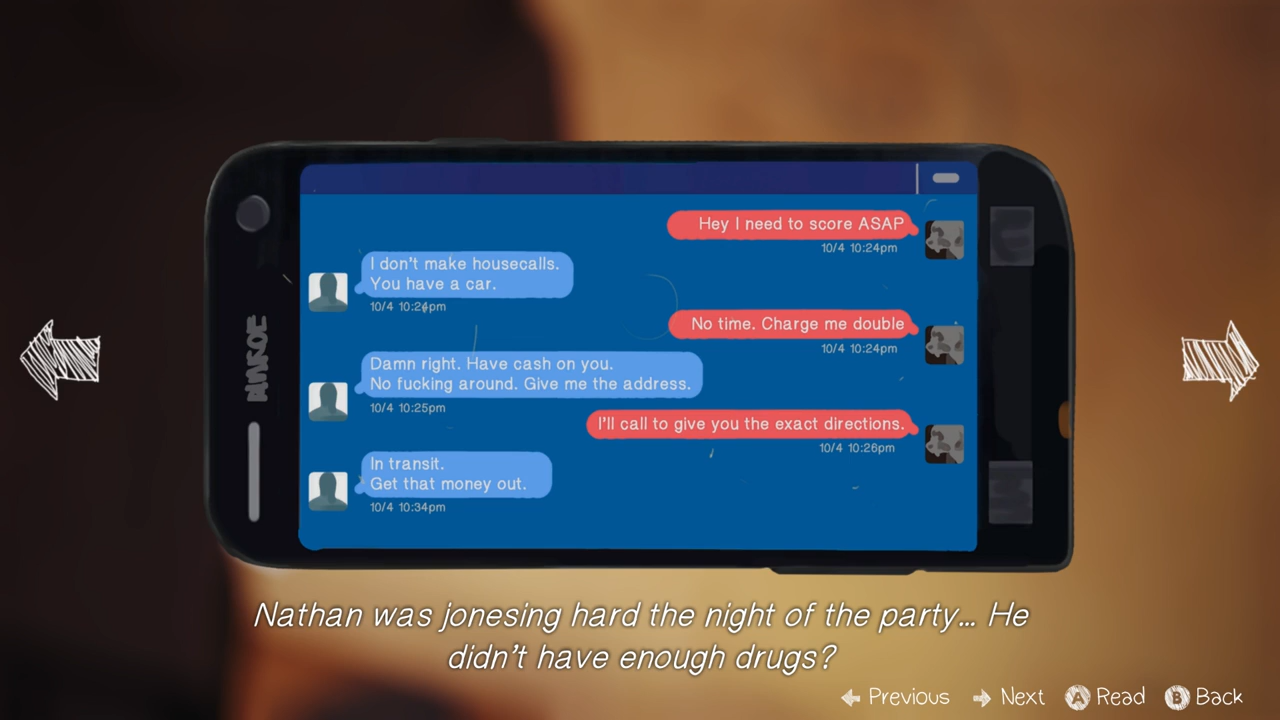 Hey I need to score ASAP
10/4 10:24pm
I don't make housecalls.
You have a car.
10/4 10:24pm
No time. Charge me double
10/4 10:24pm
Damn right. Have cash on you.
No fucking around. Give me the address.
10/4 10:25pm
I'll call to give you the exact directions.
10/4 10:26pm
In transit.
Get that money out.
10/4 10:34pm
Nathan was jonesing hard the night of the party... He
didn't have enough drugs?
Previous Next A Read B Back